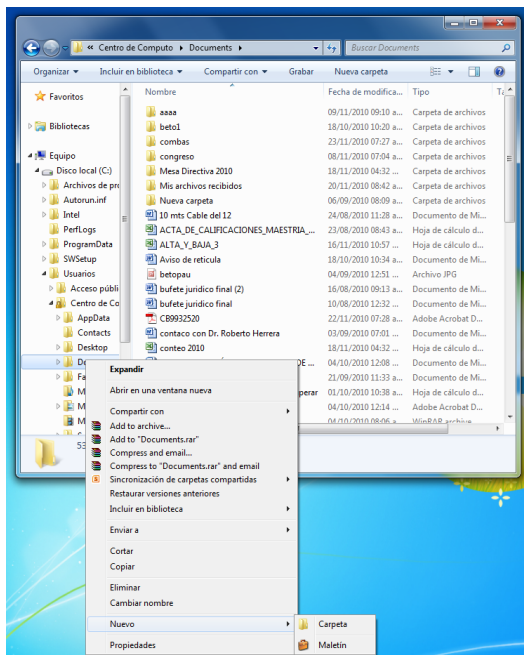 « Centro de Computo ▸ Documents ▸
Buscar Documents
Organizar
Incluir en biblioteca
Compartir con
Grabar
Nueva carpeta
Favoritos
Bibliotecas
Equipo
Disco local (C:)
Archivos de pro
Autorun.inf
Intel
PerfLogs
ProgramData
SWSetup
Usuarios
Acceso públi
Centro de Co
AppData
Contacts
Desktop
Do
Fa
M
M
M
Nombre Fecha de modifica... Tipo Ta
aaaa 09/11/2010 09:10 a... Carpeta de archivos
beto1 18/10/2010 10:20 a... Carpeta de archivos
combas 23/11/2010 07:27 a... Carpeta de archivos
congreso 08/11/2010 07:04 a... Carpeta de archivos
Mesa Directiva 2010 18/11/2010 04:32 ... Carpeta de archivos
Mis archivos recibidos 20/11/2010 08:42 a... Carpeta de archivos
Nueva carpeta 06/09/2010 08:09 a... Carpeta de archivos
10 mts Cable del 12 24/08/2010 11:28 a... Documento de Mi...
ACTA_DE_CALIFICACIONES_MAESTRIA_... 23/08/2010 08:43 a... Hoja de cálculo d...
ALTA_Y_BAJA_3 16/11/2010 10:57 ... Hoja de cálculo d...
Aviso de reticula 18/10/2010 10:34 a... Documento de Mi...
betopau 04/09/2010 12:51 ... Archivo JPG
bufete juridico final (2) 16/08/2010 09:13 a... Documento de Mi...
bufete juridico final 10/08/2010 12:32 ... Documento de Mi...
CB9932520 22/11/2010 07:28 a... Adobe Acrobat D...
contaco con Dr. Roberto Herrera 03/09/2010 07:01 ... Documento de Mi...
conteo 2010 18/11/2010 04:32 ... Hoja de cálculo d...
DE ... 04/10/2010 12:08 ... Documento de Mi...
21/09/2010 11:33 a... Documento de Mi...
perar 01/10/2010 10:38 a... Hoja de cálculo d...
04/10/2010 12:14 ... Adobe Acrobat D...
04/10/2010 08:06 a... WinRAR archive
53
Expandir
Abrir en una ventana nueva
Compartir con
Add to archive...
Add to "Documents.rar"
Compress and email...
Compress to "Documents.rar" and email
Sincronización de carpetas compartidas
Restaurar versiones anteriores
Incluir en biblioteca
Enviar a
Cortar
Copiar
Eliminar
Cambiar nombre
Nuevo
Propiedades
Carpeta
Maletín